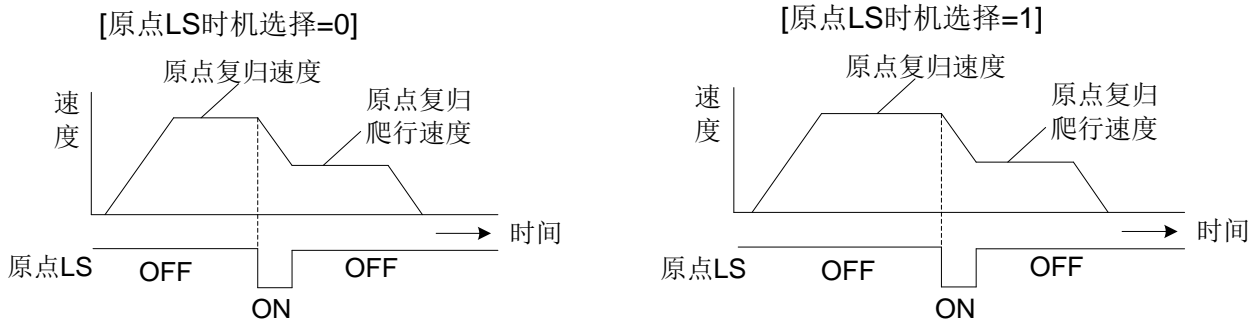 [原点LS时机选择=0]
原点复归速度
速
度
原点复归
爬行速度
时间
原点LS
OFF
OFF
ON
[原点LS时机选择=1]
原点复归速度
速
度
原点复归
爬行速度
时间
原点LS
OFF
OFF
ON